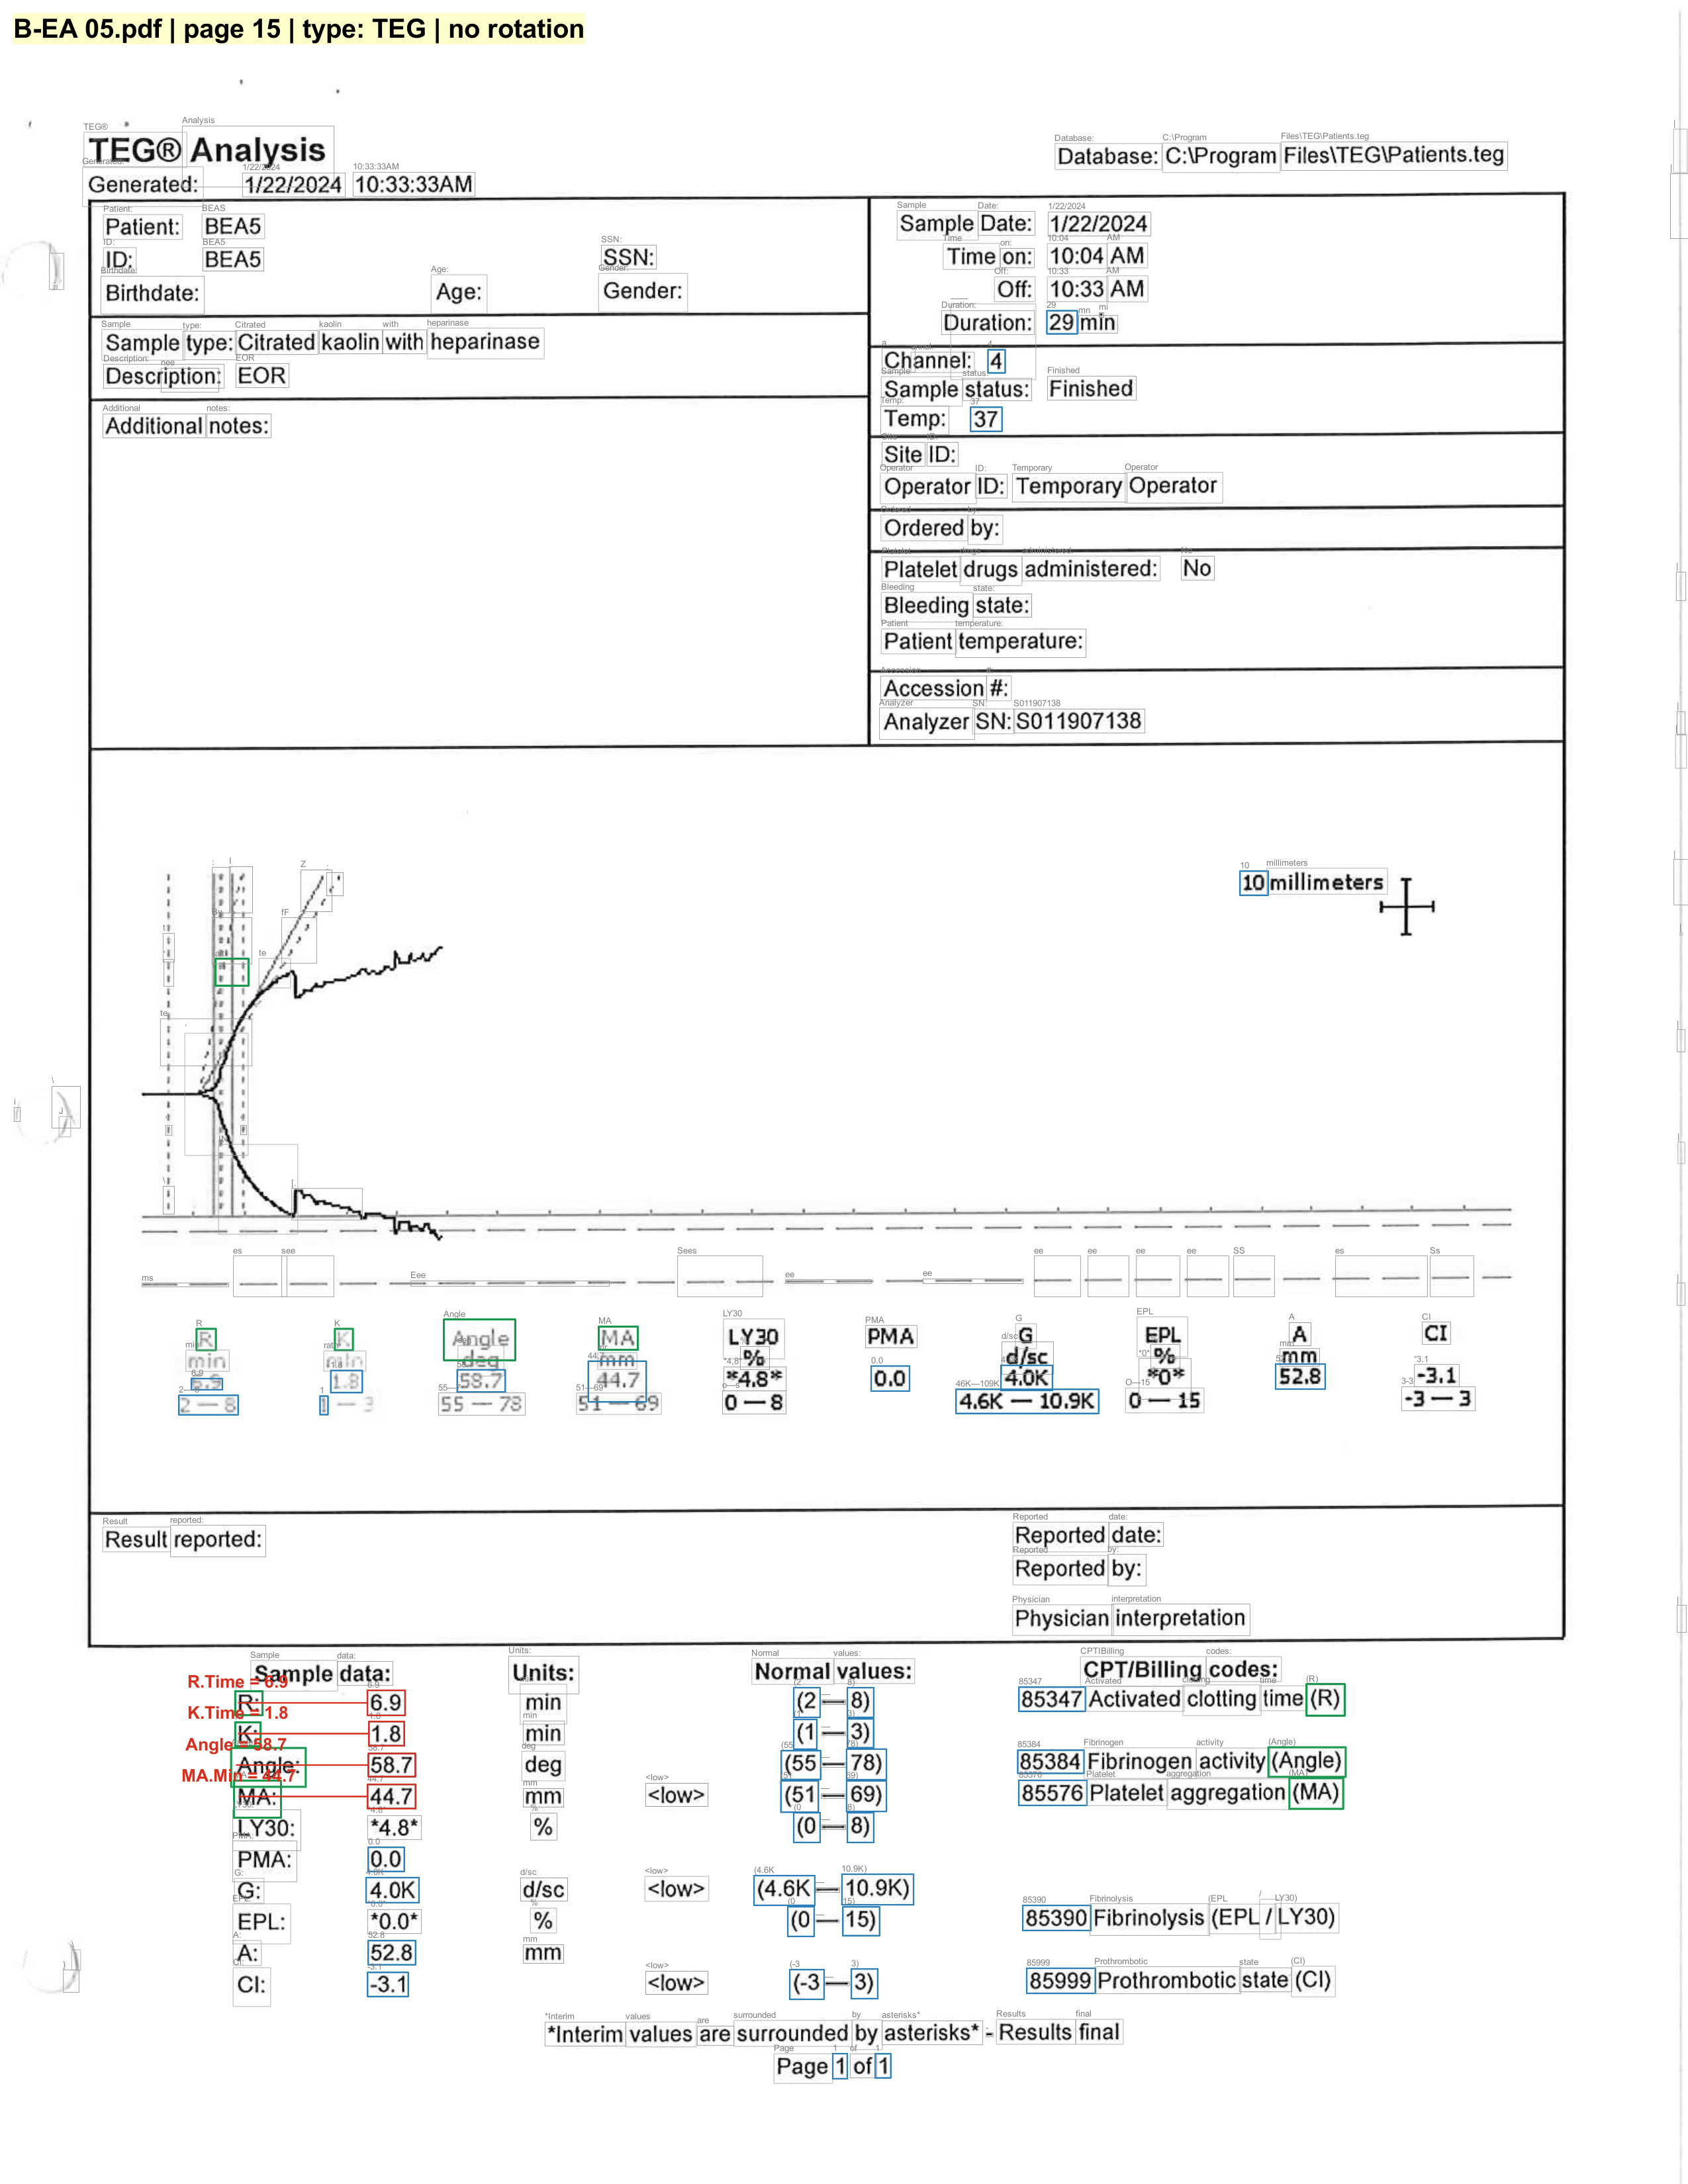 B-EA 05.pdf | page 15 | type: TEG | no rotation
TEG® Analysis
Generated: 1/22/2024 10:33:33AM
Database: C:\Program Files\TEG\Patients.teg
Patient: BEA5
ID: BEA5
SSN:
Birthdate:
Age:
Gender:
Sample type: Citrated kaolin with heparinase
Description: EOR
Additional notes:
Sample Date: 1/22/2024
Time on: 10:04 AM
Off: 10:33 AM
Duration: 29 min
Channel: 4
Sample status: Finished
Temp: 37
Site ID:
Operator ID: Temporary Operator
Ordered by:
Platelet drugs administered: No
Bleeding state:
Patient temperature:
Accession #:
Analyzer SN: S011907138
10 millimeters
R K Angle MA LY30 PMA G EPL A CI
min min deg mm % d/sc % mm
6.9 1.8 58.7 44.7 *4.8* 0.0 4.0K *0* 52.8 -3.1
2 — 8 1 — 3 55 — 78 51 — 69 0 — 8 4.6K — 10.9K 0 — 15 -3 — 3
Result reported:
Reported date:
Reported by:
Physician interpretation
Sample data: Units: Normal values: CPT/Billing codes:
R.Time = 6.9
R: 6.9 min (2 — 8) 85347 Activated clotting time (R)
K.Time = 1.8
K: 1.8 min (1 — 3)
Angle = 58.7
Angle: 58.7 deg (55 — 78) 85384 Fibrinogen activity (Angle)
MA.Min = 44.7
MA: 44.7 mm <low> (51 — 69) 85576 Platelet aggregation (MA)
LY30: *4.8* % (0 — 8)
PMA: 0.0
G: 4.0K d/sc <low> (4.6K — 10.9K)
EPL: *0.0* % (0 — 15) 85390 Fibrinolysis (EPL / LY30)
A: 52.8 mm
CI: -3.1 <low> (-3 — 3) 85999 Prothrombotic state (CI)
*Interim values are surrounded by asterisks* - Results final
Page 1 of 1